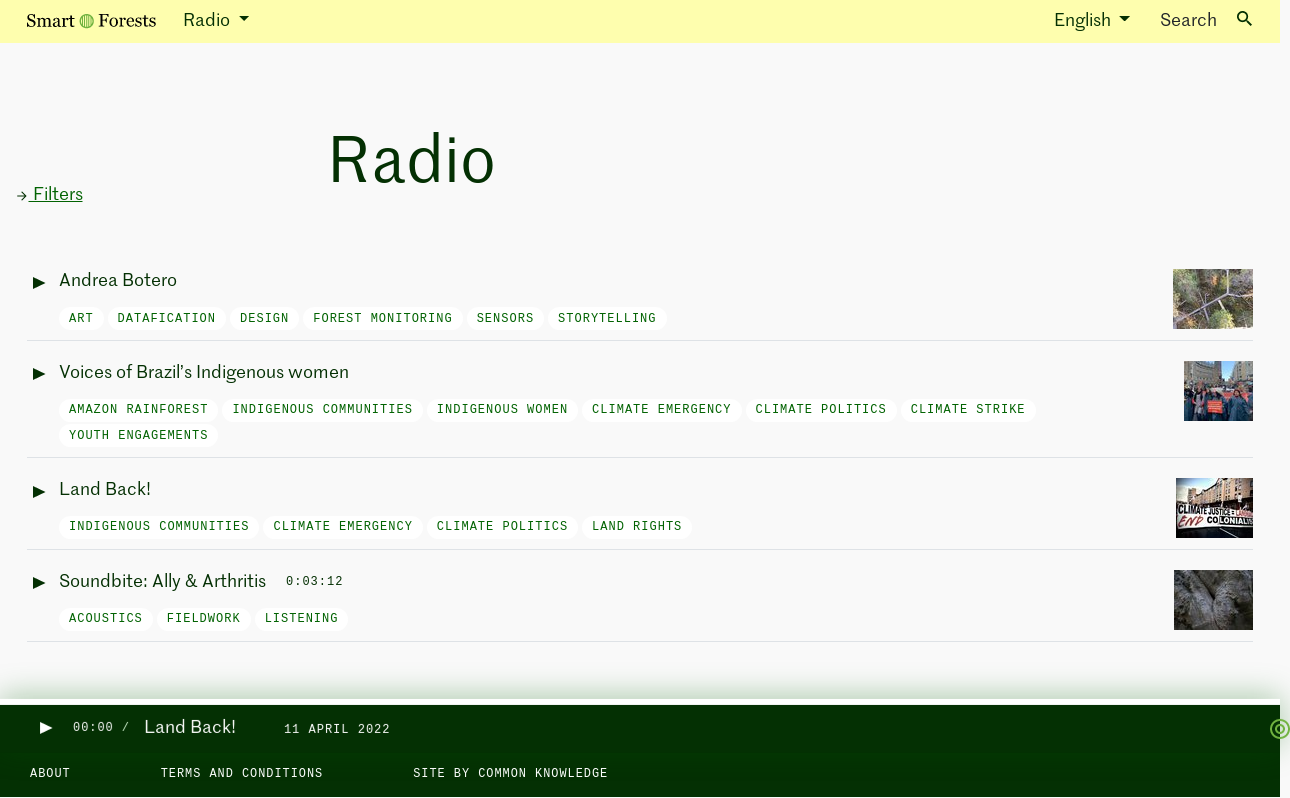 Smart Forests Radio English Search
Radio
→ Filters
▶ Andrea Botero
ART DATAFICATION DESIGN FOREST MONITORING SENSORS STORYTELLING
▶ Voices of Brazil's Indigenous women
AMAZON RAINFOREST INDIGENOUS COMMUNITIES INDIGENOUS WOMEN CLIMATE EMERGENCY CLIMATE POLITICS CLIMATE STRIKE
YOUTH ENGAGEMENTS
▶ Land Back!
INDIGENOUS COMMUNITIES CLIMATE EMERGENCY CLIMATE POLITICS LAND RIGHTS
CLIMATE JUSTICE =
END COLONIALIS
▶ Soundbite: Ally & Arthritis 0:03:12
ACOUSTICS FIELDWORK LISTENING
▶ 00:00 / Land Back! 11 APRIL 2022
ABOUT TERMS AND CONDITIONS SITE BY COMMON KNOWLEDGE